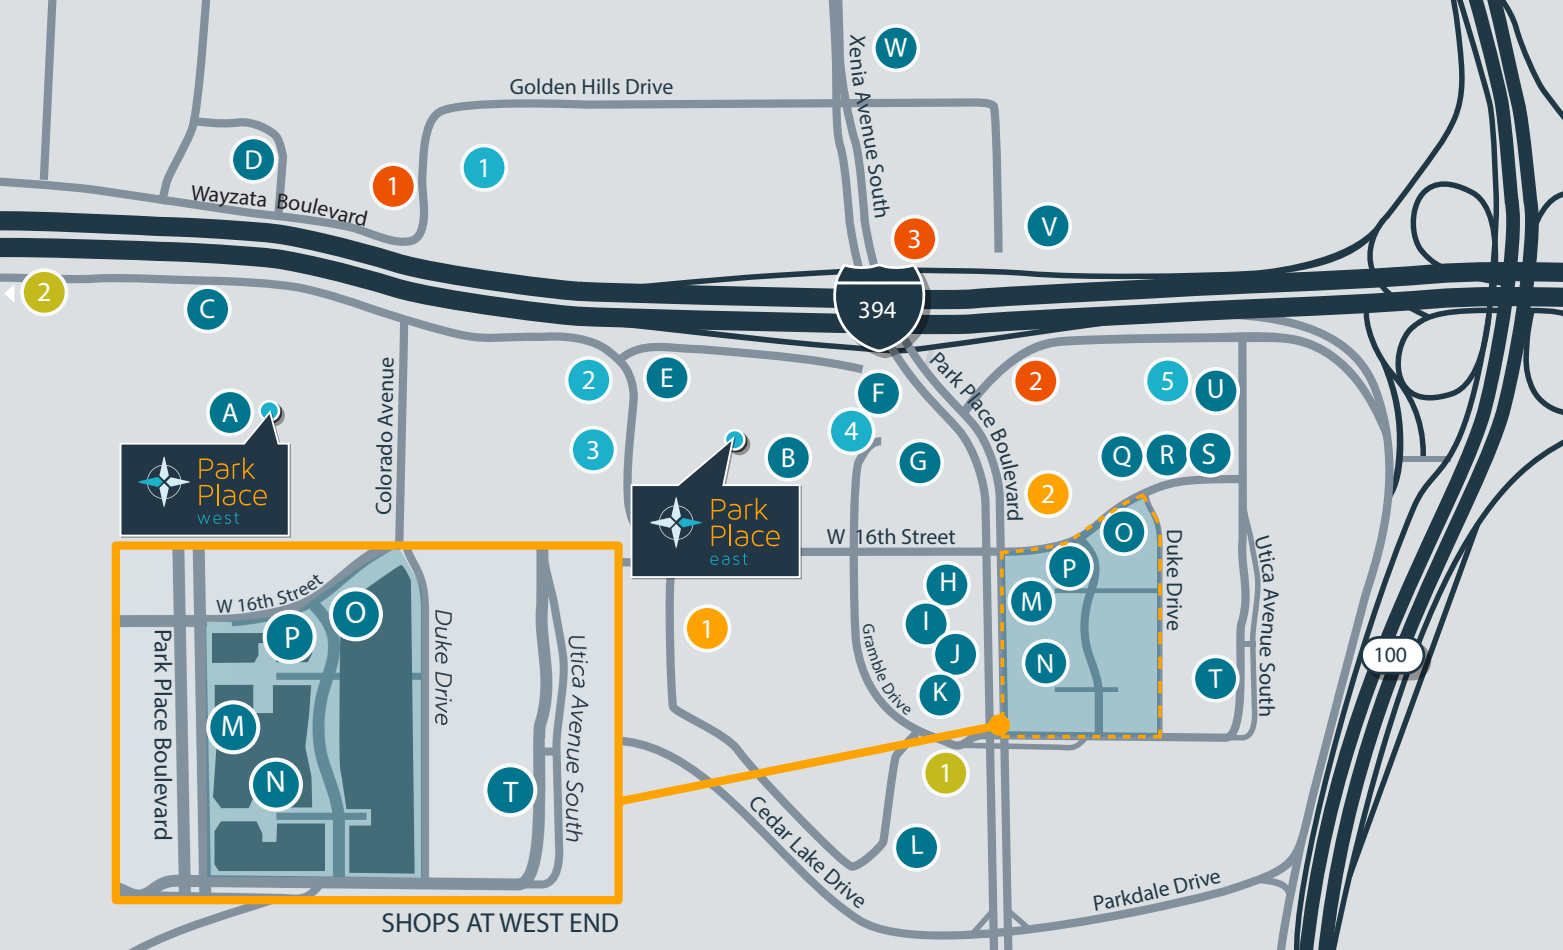 W
Xenia Avenue South
Golden Hills Drive
D
1
1
Wayzata Boulevard
3
V
2
C
394
Colorado Avenue
2
E
F
Park Place Boulevard
2
5
U
A
4
3
B
G
Q
R
S
Park
Place
west
2
Park
Place
east
W 16th Street
O
Duke Drive
Utica Avenue South
P
H
M
I
1
Gramble Drive
J
N
K
T
100
W 16th Street
O
P
Duke Drive
Park Place Boulevard
Utica Avenue South
M
N
T
1
Cedar Lake Drive
L
Parkdale Drive
SHOPS AT WEST END